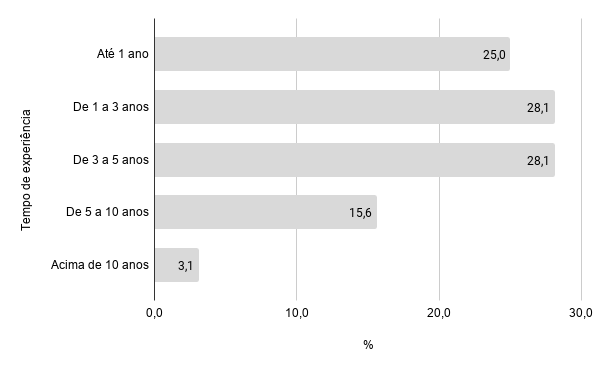 Tempo de experiência
Até 1 ano
25,0
De 1 a 3 anos
28,1
De 3 a 5 anos
28,1
De 5 a 10 anos
15,6
Acima de 10 anos
3,1
0,0 10,0 20,0 30,0
%